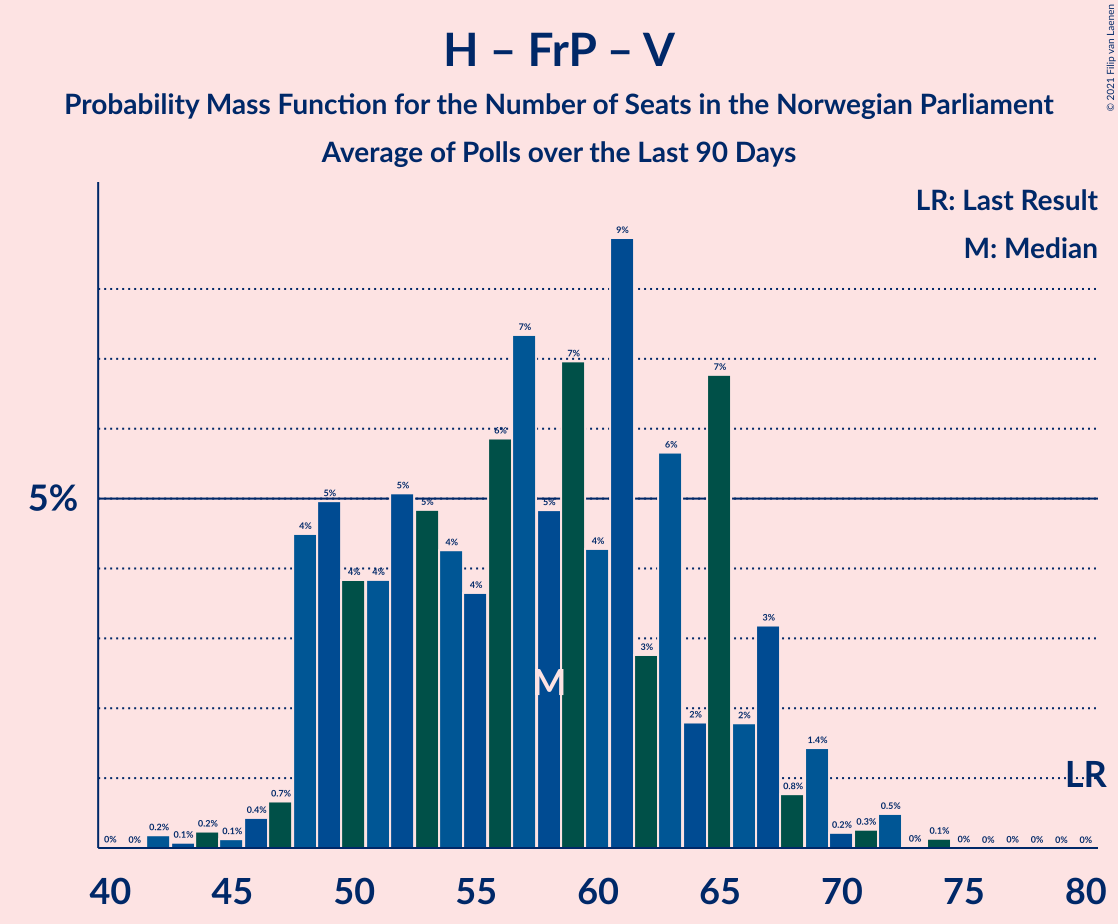 © 2021 Filip van Laenen
H – FrP – V
Probability Mass Function for the Number of Seats in the Norwegian Parliament
Average of Polls over the Last 90 Days
LR: Last Result
M: Median
5%
0% 0% 0.2% 0.1% 0.2% 0.1% 0.4% 0.7% 4% 5% 4% 4% 5% 5% 4% 4% 6% 7% 5% 7% 4% 9% 3% 6% 2% 7% 2% 3% 0.8% 1.4% 0.2% 0.3% 0.5% 0% 0.1% 0% 0% 0% 0% 0% 0%
M
LR
40 45 50 55 60 65 70 75 80